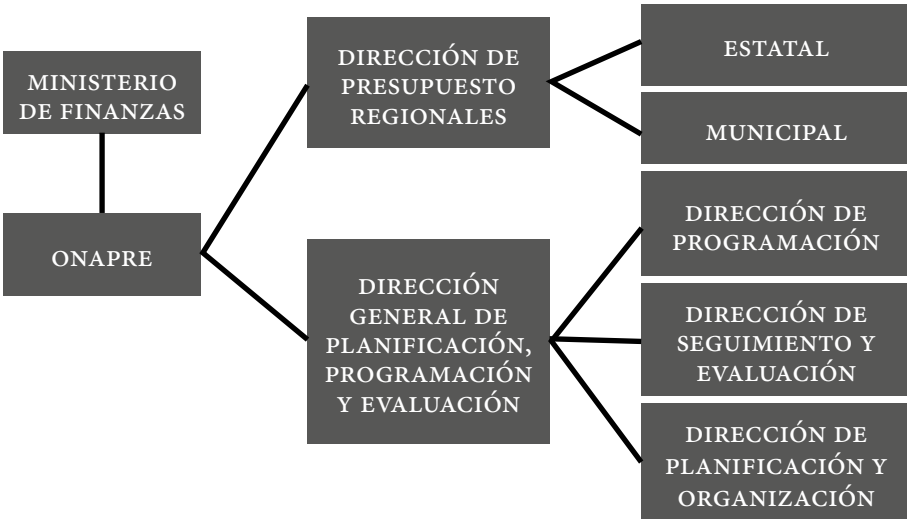 MINISTERIO
DE FINANZAS
ONAPRE
DIRECCIÓN DE
PRESUPUESTO
REGIONALES
DIRECCIÓN
GENERAL DE
PLANIFICACIÓN,
PROGRAMACIÓN
Y EVALUACIÓN
ESTATAL
MUNICIPAL
DIRECCIÓN DE
PROGRAMACIÓN
DIRECCIÓN DE
SEGUIMIENTO Y
EVALUACIÓN
DIRECCIÓN DE
PLANIFICACIÓN Y
ORGANIZACIÓN